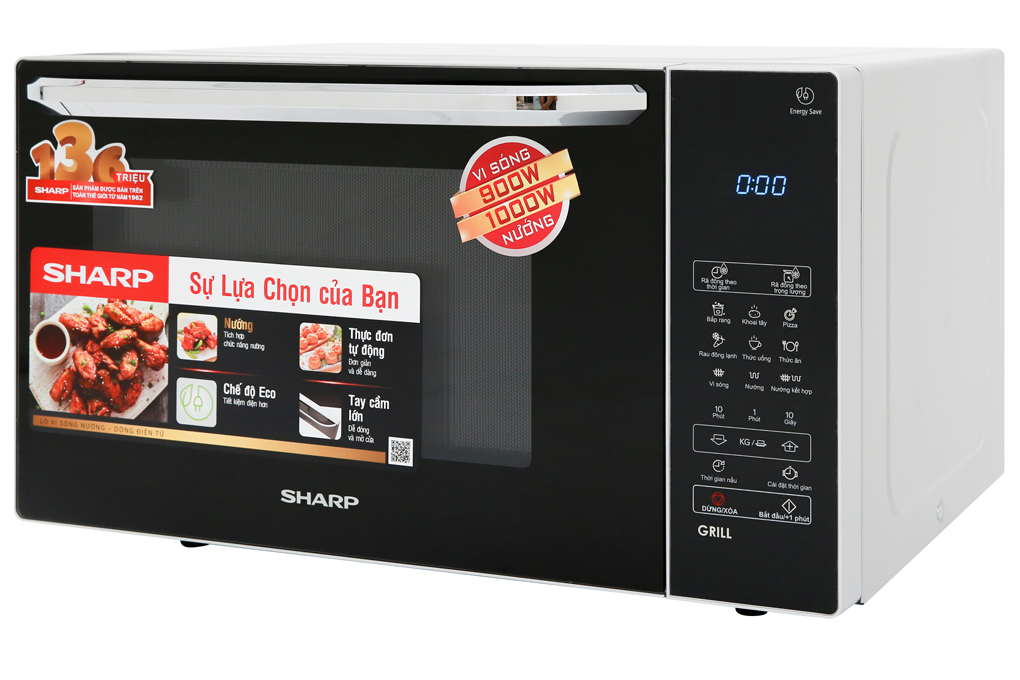 136
TRIỆU
SHARP
SẢN PHẨM ĐƯỢC BÁN TRÊN
TOÀN THẾ GIỚI TỪ NĂM 1962
VI SÓNG
900W
1000W
NƯỚNG
SHARP
Sự Lựa Chọn của Bạn
Nướng
Tích hợp
chức năng nướng
Thực đơn
tự động
Đơn giản
và dễ dàng
Chế độ Eco
Tiết kiệm điện hơn
Tay cầm
lớn
Dễ đóng
và mở cửa
LÒ VI SÓNG NƯỚNG - DÒNG ĐIỆN TỬ
SHARP
Energy Save
0:00
Rã đông theo
thời gian
Rã đông theo
trọng lượng
Bắp rang
Khoai tây
Pizza
Rau đông lạnh
Thức uống
Thức ăn
Vi sóng
Nướng
Nướng kết hợp
10
Phút
1
Phút
10
Giây
KG /
Thời gian nấu
Cài đặt thời gian
DỪNG/XÓA
Bắt đầu/+1 phút
GRILL